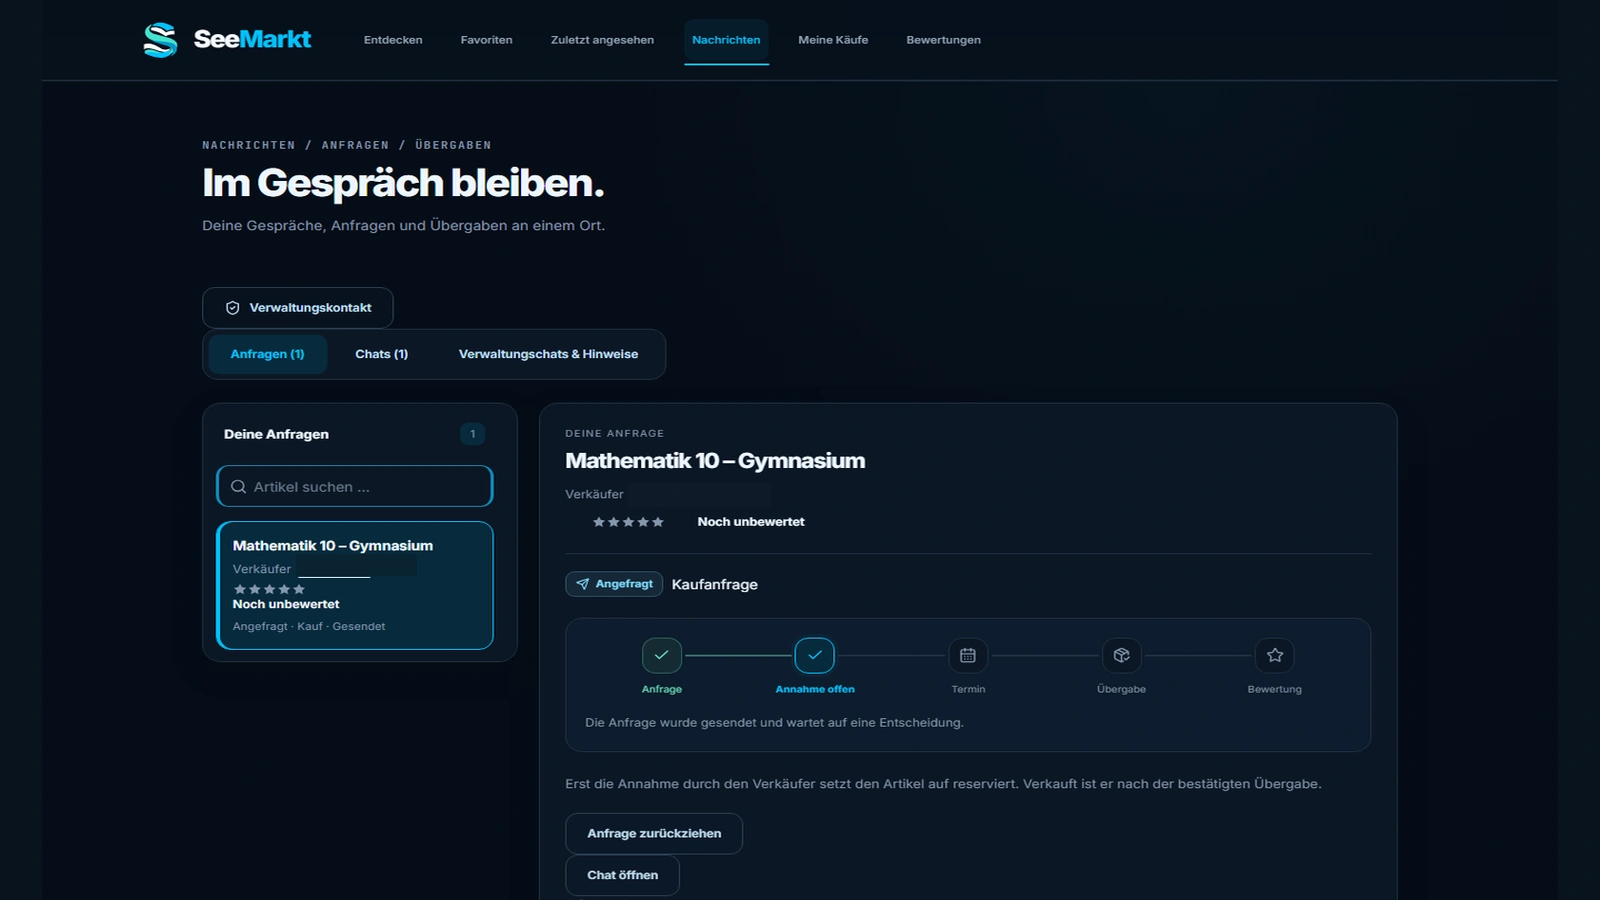 SeeMarkt
Entdecken
Favoriten
Zuletzt angesehen
Nachrichten
Meine Käufe
Bewertungen
NACHRICHTEN / ANFRAGEN / ÜBERGABEN
Im Gespräch bleiben.
Deine Gespräche, Anfragen und Übergaben an einem Ort.
Verwaltungskontakt
Anfragen (1)
Chats (1)
Verwaltungschats & Hinweise
Deine Anfragen
1
Artikel suchen ...
Mathematik 10 – Gymnasium
Verkäufer
Noch unbewertet
Angefragt · Kauf · Gesendet
DEINE ANFRAGE
Mathematik 10 – Gymnasium
Verkäufer
Noch unbewertet
Angefragt
Kaufanfrage
Anfrage
Annahme offen
Termin
Übergabe
Bewertung
Die Anfrage wurde gesendet und wartet auf eine Entscheidung.
Erst die Annahme durch den Verkäufer setzt den Artikel auf reserviert. Verkauft ist er nach der bestätigten Übergabe.
Anfrage zurückziehen
Chat öffnen